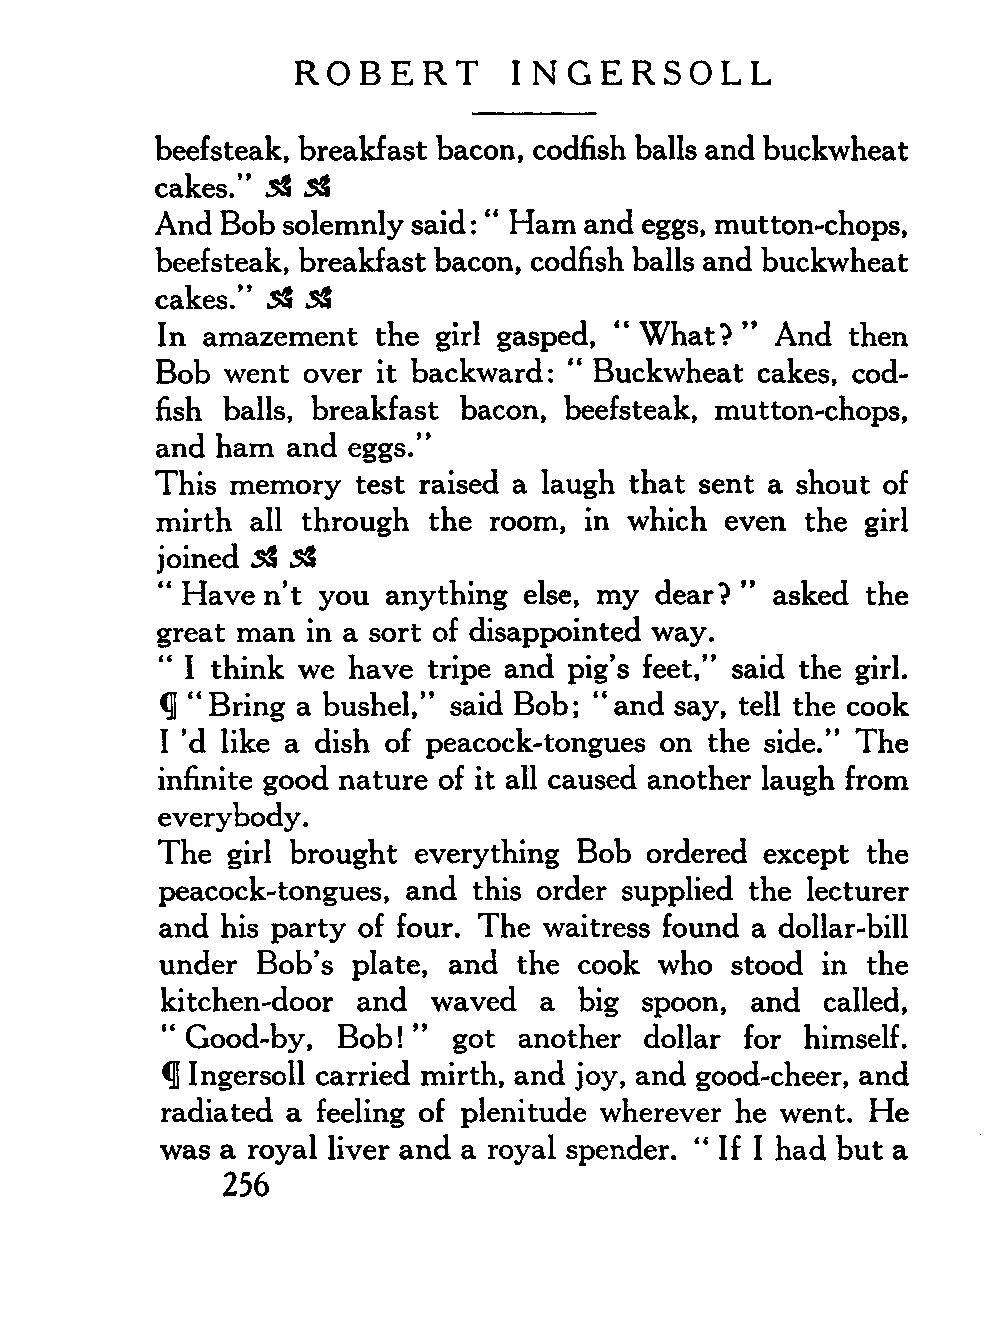 ROBERT INGERSOLL
beefsteak, breakfast bacon, codfish balls and buckwheat
cakes."
And Bob solemnly said: " Ham and eggs, mutton-chops,
beefsteak, breakfast bacon, codfish balls and buckwheat
cakes."
In amazement the girl gasped, " What? " And then
Bob went over it backward: " Buckwheat cakes, cod-
fish balls, breakfast bacon, beefsteak, mutton-chops,
and ham and eggs."
This memory test raised a laugh that sent a shout of
mirth all through the room, in which even the girl
joined
" Have n't you anything else, my dear? " asked the
great man in a sort of disappointed way.
" I think we have tripe and pig's feet," said the girl.
¶ " Bring a bushel," said Bob; " and say, tell the cook
I 'd like a dish of peacock-tongues on the side." The
infinite good nature of it all caused another laugh from
everybody.
The girl brought everything Bob ordered except the
peacock-tongues, and this order supplied the lecturer
and his party of four. The waitress found a dollar-bill
under Bob's plate, and the cook who stood in the
kitchen-door and waved a big spoon, and called,
" Good-by, Bob! " got another dollar for himself.
¶ Ingersoll carried mirth, and joy, and good-cheer, and
radiated a feeling of plenitude wherever he went. He
was a royal liver and a royal spender. " If I had but a
256